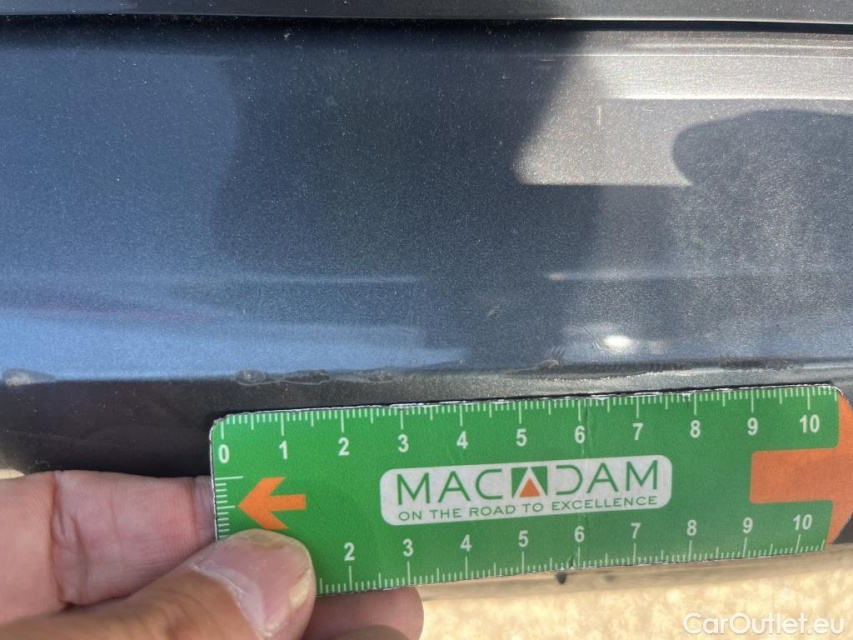 0 1 2 3 4 5 6 7 8 9 10
MACADAM
ON THE ROAD TO EXCELLENCE
2 3 4 5 6 7 8 9 10
CarOutlet.eu